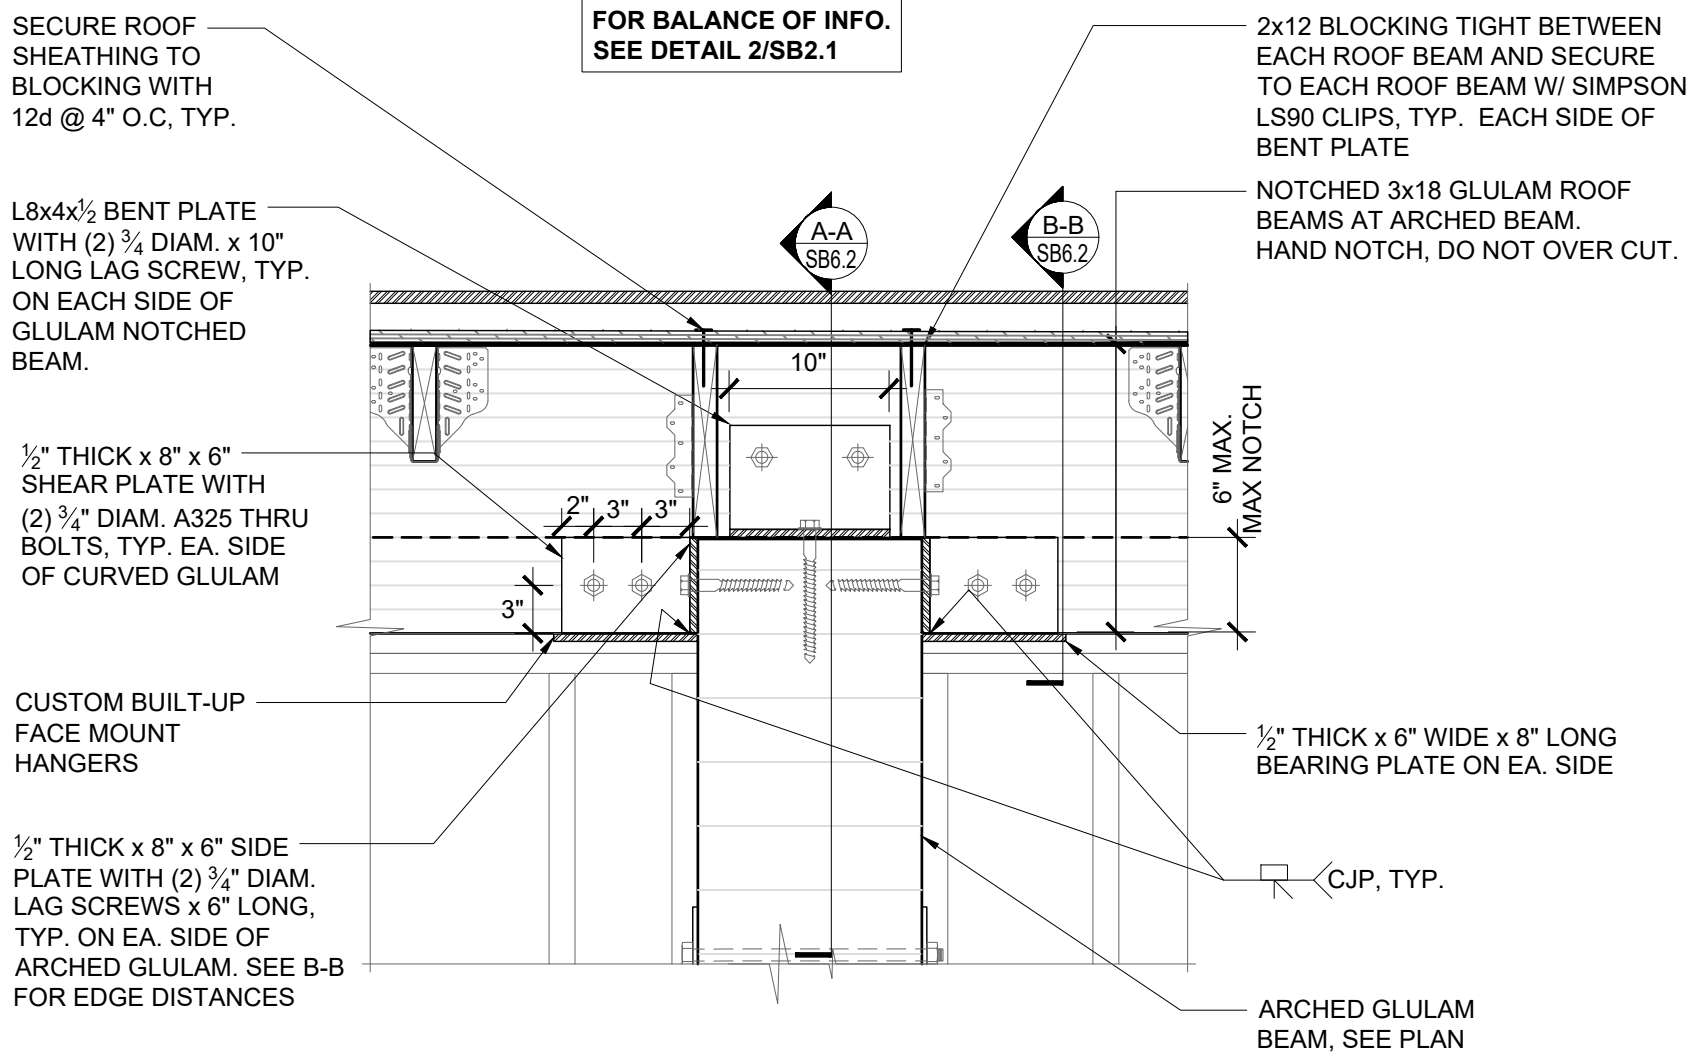 SECURE ROOF
SHEATHING TO
BLOCKING WITH
12d @ 4" O.C, TYP.
FOR BALANCE OF INFO.
SEE DETAIL 2/SB2.1
2x12 BLOCKING TIGHT BETWEEN
EACH ROOF BEAM AND SECURE
TO EACH ROOF BEAM W/ SIMPSON
LS90 CLIPS, TYP. EACH SIDE OF
BENT PLATE
L8x4x½ BENT PLATE
WITH (2) ¾ DIAM. x 10"
LONG LAG SCREW, TYP.
ON EACH SIDE OF
GLULAM NOTCHED
BEAM.
A-A
SB6.2
B-B
SB6.2
NOTCHED 3x18 GLULAM ROOF
BEAMS AT ARCHED BEAM.
HAND NOTCH, DO NOT OVER CUT.
10"
½" THICK x 8" x 6"
SHEAR PLATE WITH
(2) ¾" DIAM. A325 THRU
BOLTS, TYP. EA. SIDE
OF CURVED GLULAM
2"
3"
3"
3"
6" MAX.
MAX NOTCH
CUSTOM BUILT-UP
FACE MOUNT
HANGERS
½" THICK x 6" WIDE x 8" LONG
BEARING PLATE ON EA. SIDE
½" THICK x 8" x 6" SIDE
PLATE WITH (2) ¾" DIAM.
LAG SCREWS x 6" LONG,
TYP. ON EA. SIDE OF
ARCHED GLULAM. SEE B-B
FOR EDGE DISTANCES
CJP, TYP.
ARCHED GLULAM
BEAM, SEE PLAN